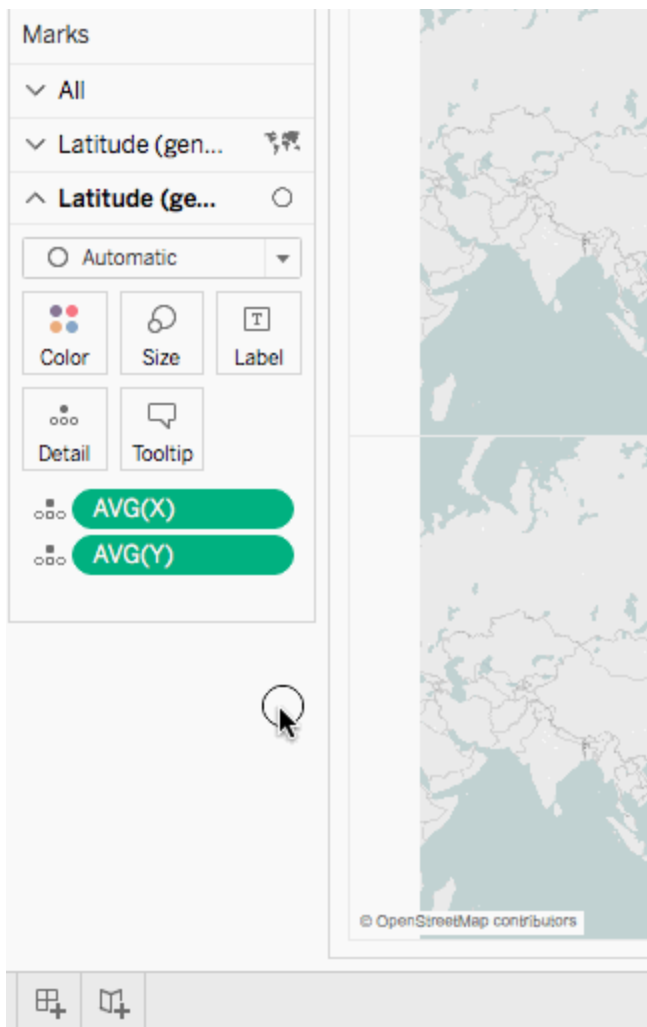 Marks
All
Latitude (gen...
Latitude (ge...
Automatic
Color Size Label
Detail Tooltip
AVG(X)
AVG(Y)
© OpenStreetMap contributors